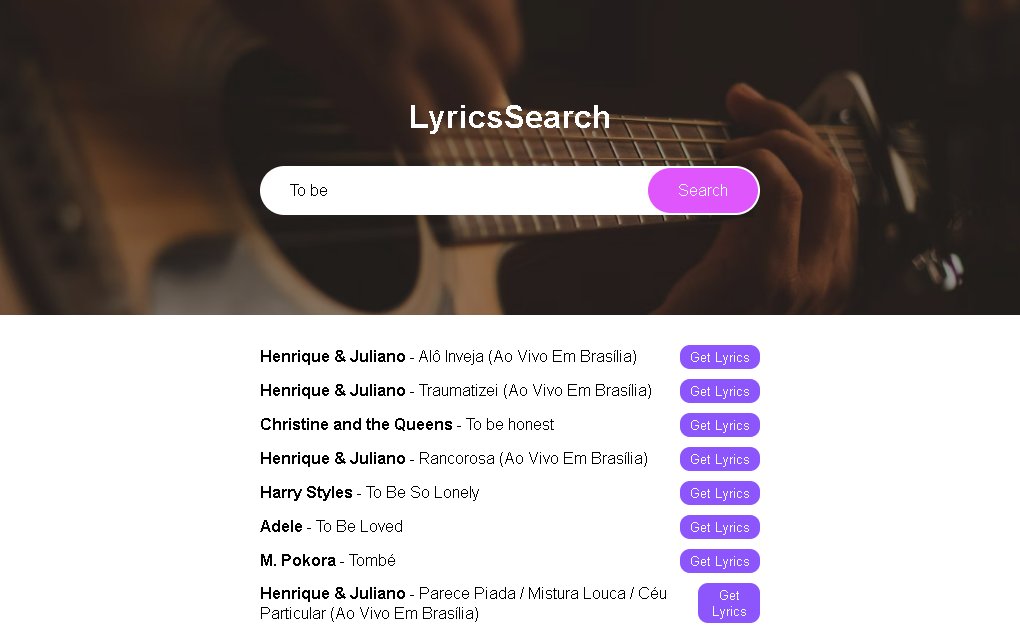 LyricsSearch
To be
Search
Henrique & Juliano - Alô Inveja (Ao Vivo Em Brasília)
Get Lyrics
Henrique & Juliano - Traumatizei (Ao Vivo Em Brasília)
Get Lyrics
Christine and the Queens - To be honest
Get Lyrics
Henrique & Juliano - Rancorosa (Ao Vivo Em Brasília)
Get Lyrics
Harry Styles - To Be So Lonely
Get Lyrics
Adele - To Be Loved
Get Lyrics
M. Pokora - Tombé
Get Lyrics
Henrique & Juliano - Parece Piada / Mistura Louca / Céu
Particular (Ao Vivo Em Brasília)
Get
Lyrics